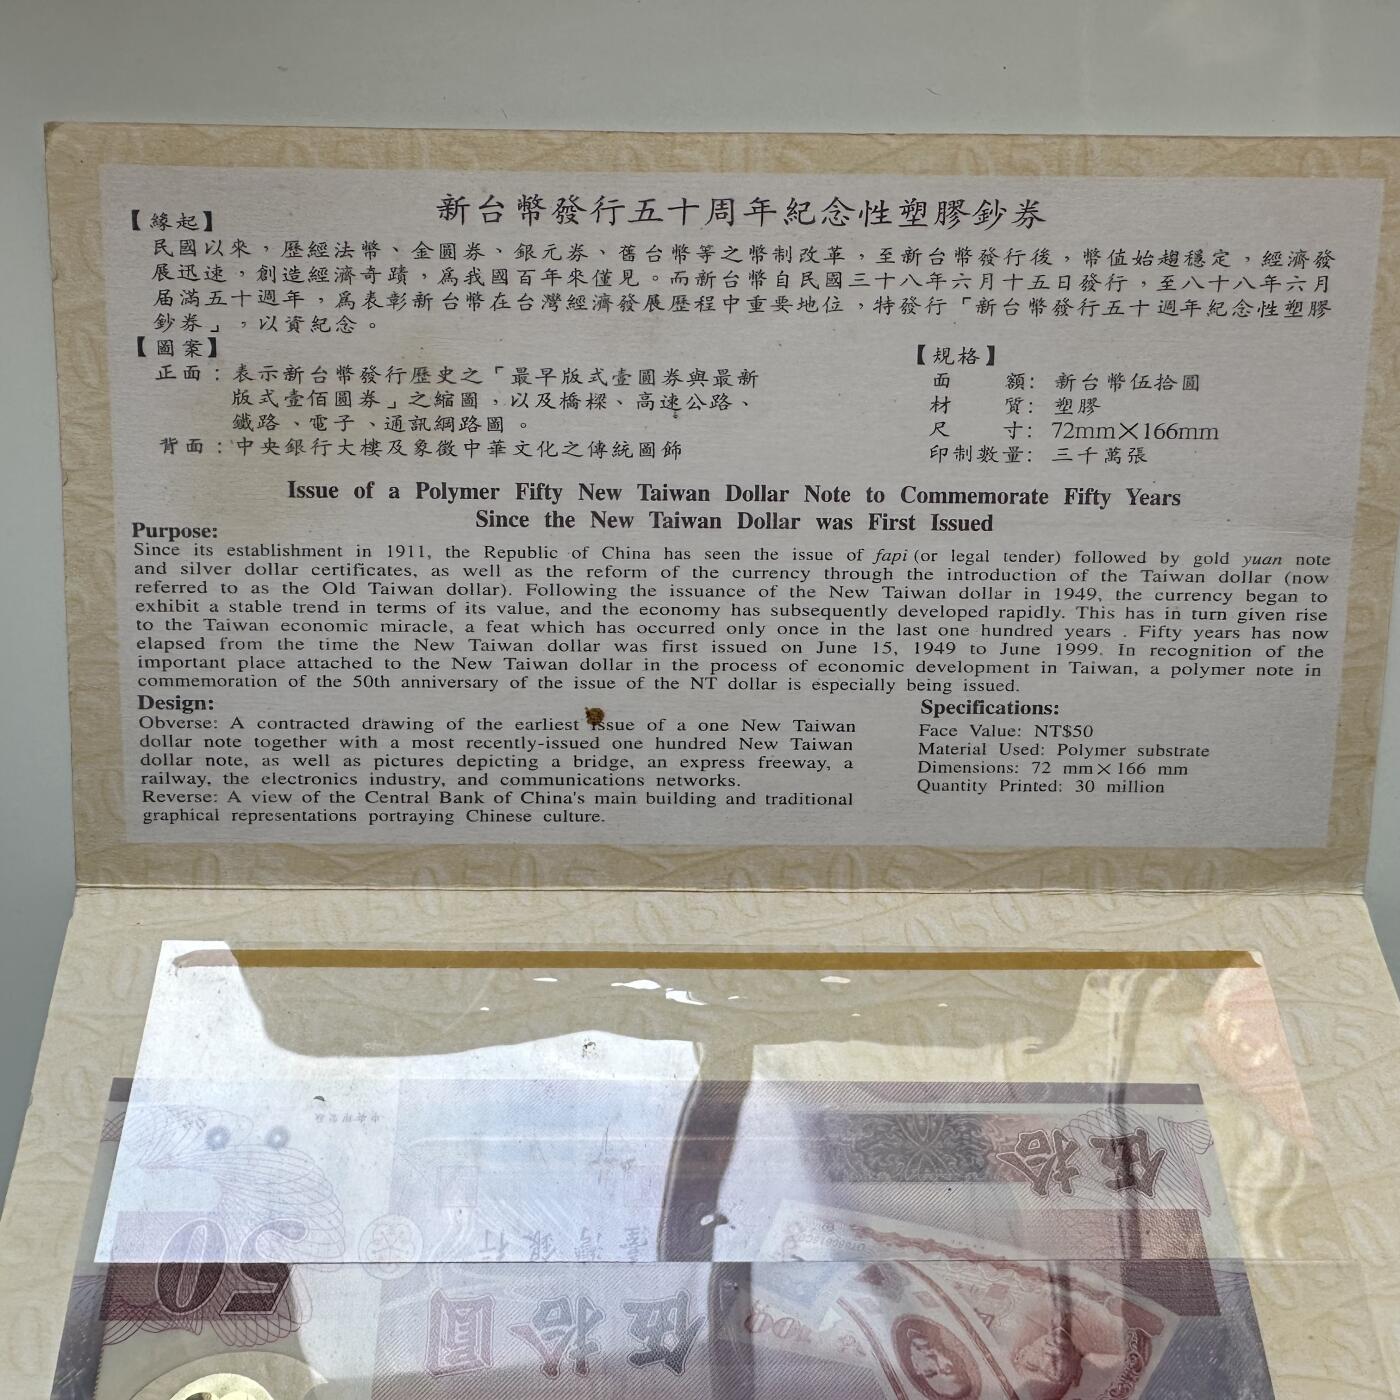 新台幣發行五十周年紀念性塑膠鈔券
【緣起】
民國以來，歷經法幣、金圓券、銀元券、舊台幣等之幣制改革，至新台幣發行後，幣值始趨穩定，經濟發
展迅速，創造經濟奇蹟，為我國百年來僅見。而新台幣自民國三十八年六月十五日發行，至八十八年六月
屆滿五十週年，為表彰新台幣在台灣經濟發展歷程中重要地位，特發行「新台幣發行五十週年紀念性塑膠
鈔券」，以資紀念。
【圖案】
正面：表示新台幣發行歷史之「最早版式壹圓券與最新
版式壹佰圓券」之縮圖，以及橋樑、高速公路、
鐵路、電子、通訊網路圖。
背面：中央銀行大樓及象徵中華文化之傳統圖飾
【規格】
面額：新台幣伍拾圓
材質：塑膠
尺寸：72mm×166mm
印制數量：三千萬張
Issue of a Polymer Fifty New Taiwan Dollar Note to Commemorate Fifty Years
Since the New Taiwan Dollar was First Issued
Purpose:
Since its establishment in 1911, the Republic of China has seen the issue of fapi (or legal tender) followed by gold yuan note
and silver dollar certificates, as well as the reform of the currency through the introduction of the Taiwan dollar (now
referred to as the Old Taiwan dollar). Following the issuance of the New Taiwan dollar in 1949, the currency began to
exhibit a stable trend in terms of its value, and the economy has subsequently developed rapidly. This has in turn given rise
to the Taiwan economic miracle, a feat which has occurred only once in the last one hundred years . Fifty years has now
elapsed from the time the New Taiwan dollar was first issued on June 15, 1949 to June 1999. In recognition of the
important place attached to the New Taiwan dollar in the process of economic development in Taiwan, a polymer note in
commemoration of the 50th anniversary of the issue of the NT dollar is especially being issued.
Design:
Obverse: A contracted drawing of the earliest issue of a one New Taiwan
dollar note together with a most recently-issued one hundred New Taiwan
dollar note, as well as pictures depicting a bridge, an express freeway, a
railway, the electronics industry, and communications networks.
Reverse: A view of the Central Bank of China's main building and traditional
graphical representations portraying Chinese culture.
Specifications:
Face Value: NT$50
Material Used: Polymer substrate
Dimensions: 72 mm×166 mm
Quantity Printed: 30 million
伍拾
50
臺灣銀行
伍拾圓
100